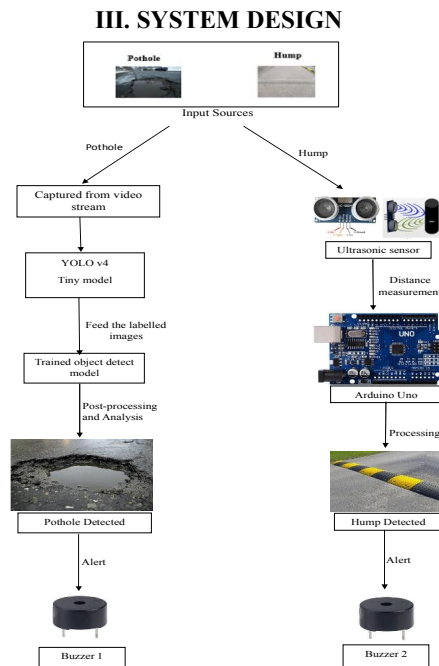 III. SYSTEM DESIGN
Pothole
Hump
Input Sources
Pothole
Hump
Captured from video
stream
YOLO v4
Tiny model
Feed the labelled
images
Trained object detect
model
Post-processing
and Analysis
Pothole Detected
Alert
Buzzer 1
Ultrasonic sensor
Distance
measurement
UNO
Arduino Uno
Processing
Hump Detected
Alert
Buzzer 2